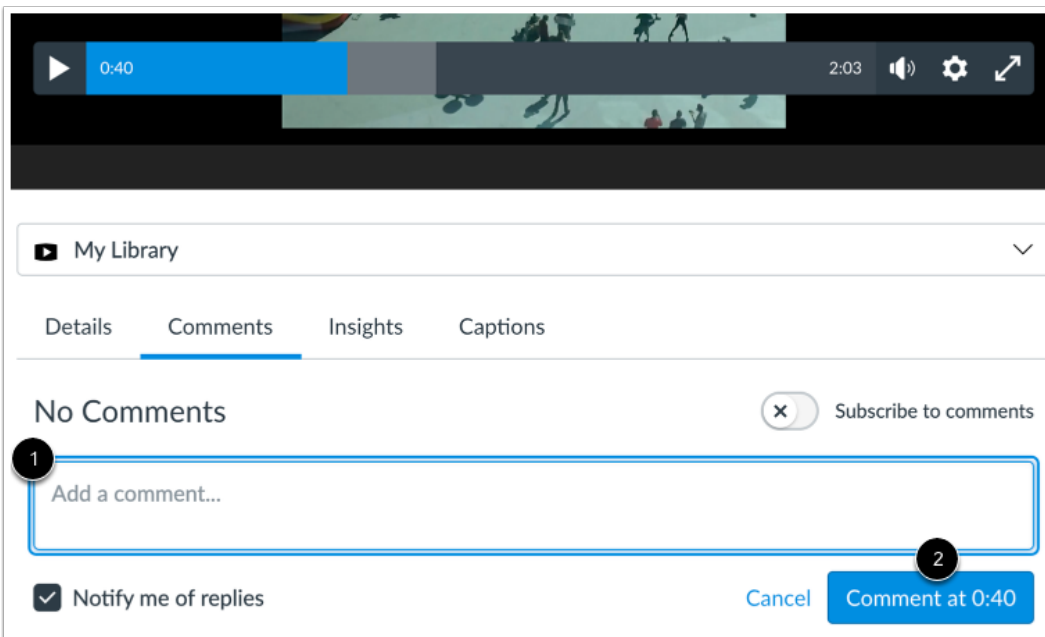 0:40 2:03
My Library
Details Comments Insights Captions
No Comments Subscribe to comments
1
Add a comment...
2
Notify me of replies Cancel Comment at 0:40